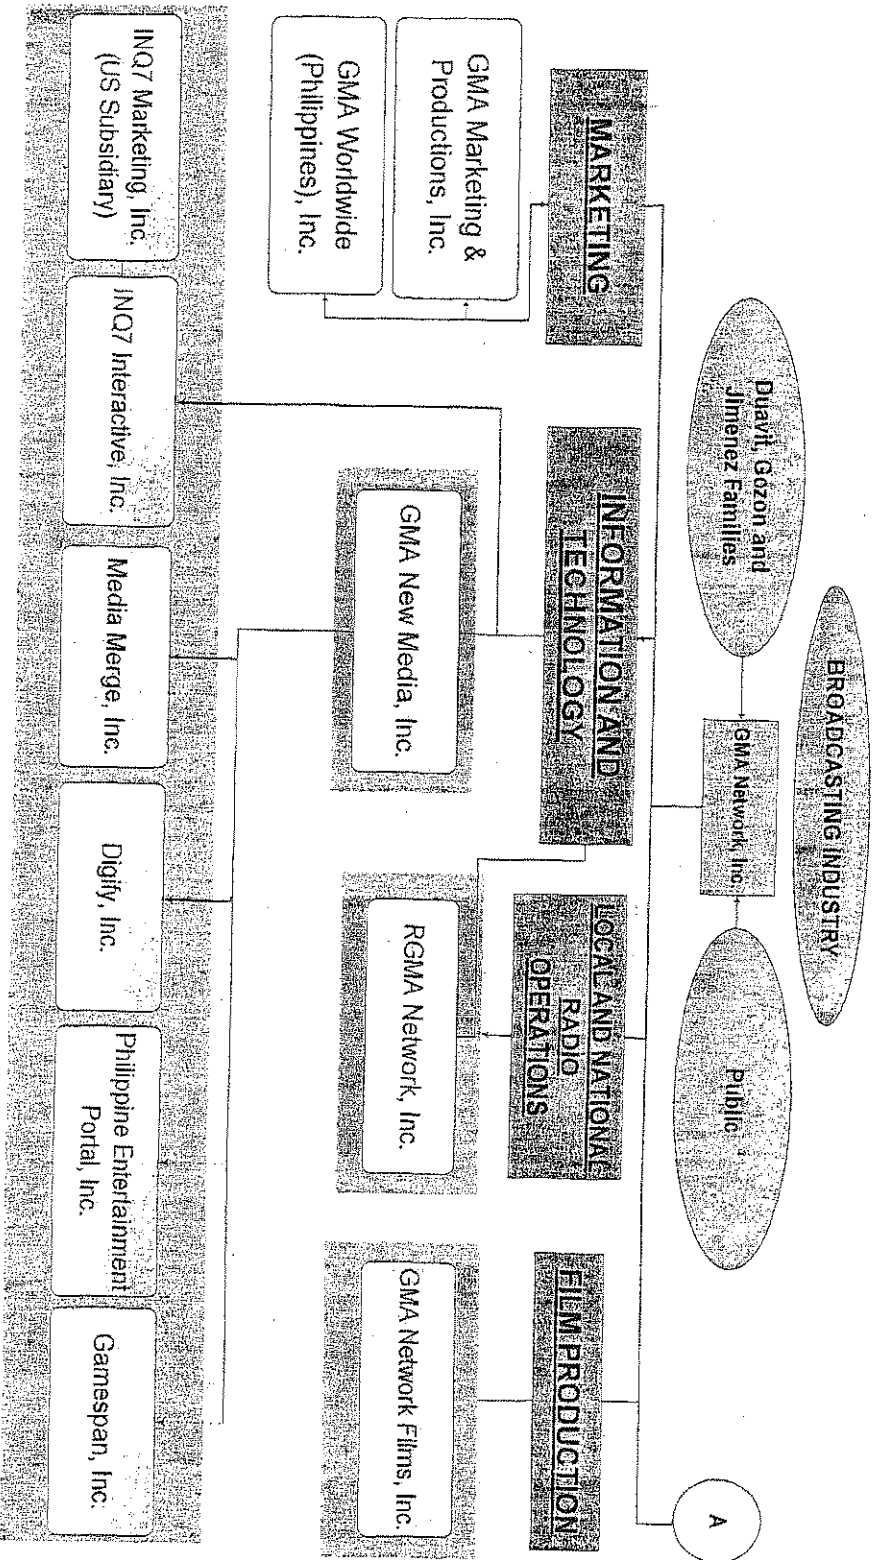 BROADCASTING INDUSTRY
Duavit, Gozon and
Jimenez Families
GMA Network, Inc.
Public
A
MARKETING
INFORMATION AND
TECHNOLOGY
LOCAL AND NATIONAL
RADIO
OPERATIONS
FILM PRODUCTION
GMA Marketing &
Productions, Inc.
GMA Worldwide
(Philippines), Inc.
GMA New Media, Inc.
RGMA Network, Inc.
GMA Network Films, Inc.
INQ7 Marketing, Inc.
(US Subsidiary)
INQ7 Interactive, Inc.
Media Merge, Inc.
Digify, Inc.
Philippine Entertainment
Portal, Inc.
Gamespan, Inc.